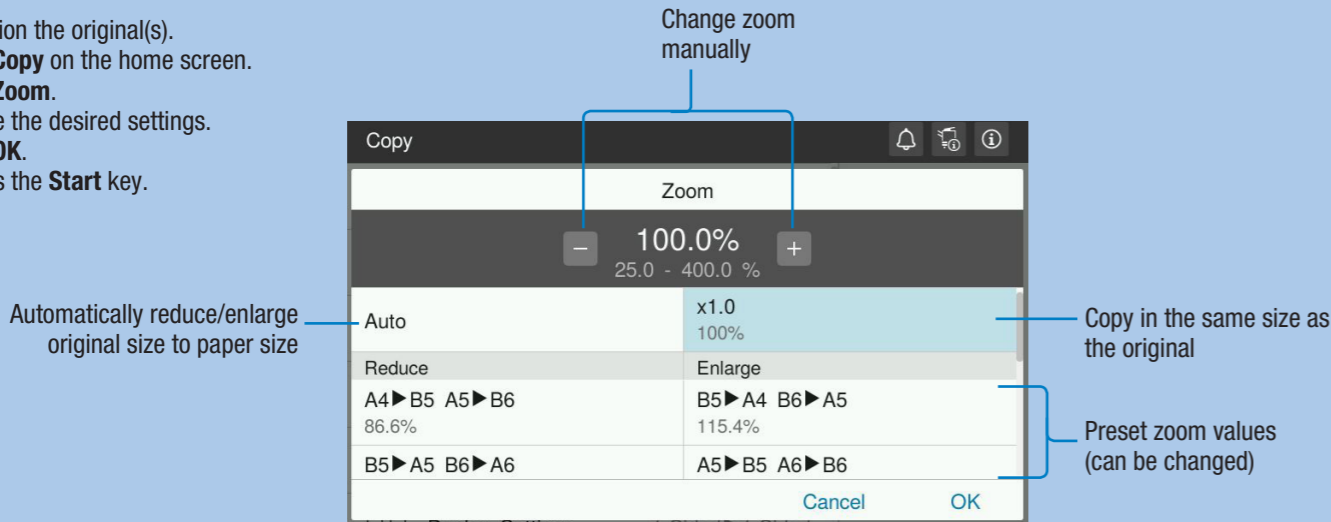 ion the original(s).
Copy on the home screen.
Zoom.
e the desired settings.
OK.
s the Start key.
Change zoom
manually
Copy
Zoom
− 100.0% +
25.0 - 400.0 %
Automatically reduce/enlarge
original size to paper size
Auto
x1.0
100%
Copy in the same size as
the original
Reduce
Enlarge
A4▶B5 A5▶B6
86.6%
B5▶A4 B6▶A5
115.4%
Preset zoom values
(can be changed)
B5▶A5 B6▶A6
A5▶B5 A6▶B6
Cancel OK